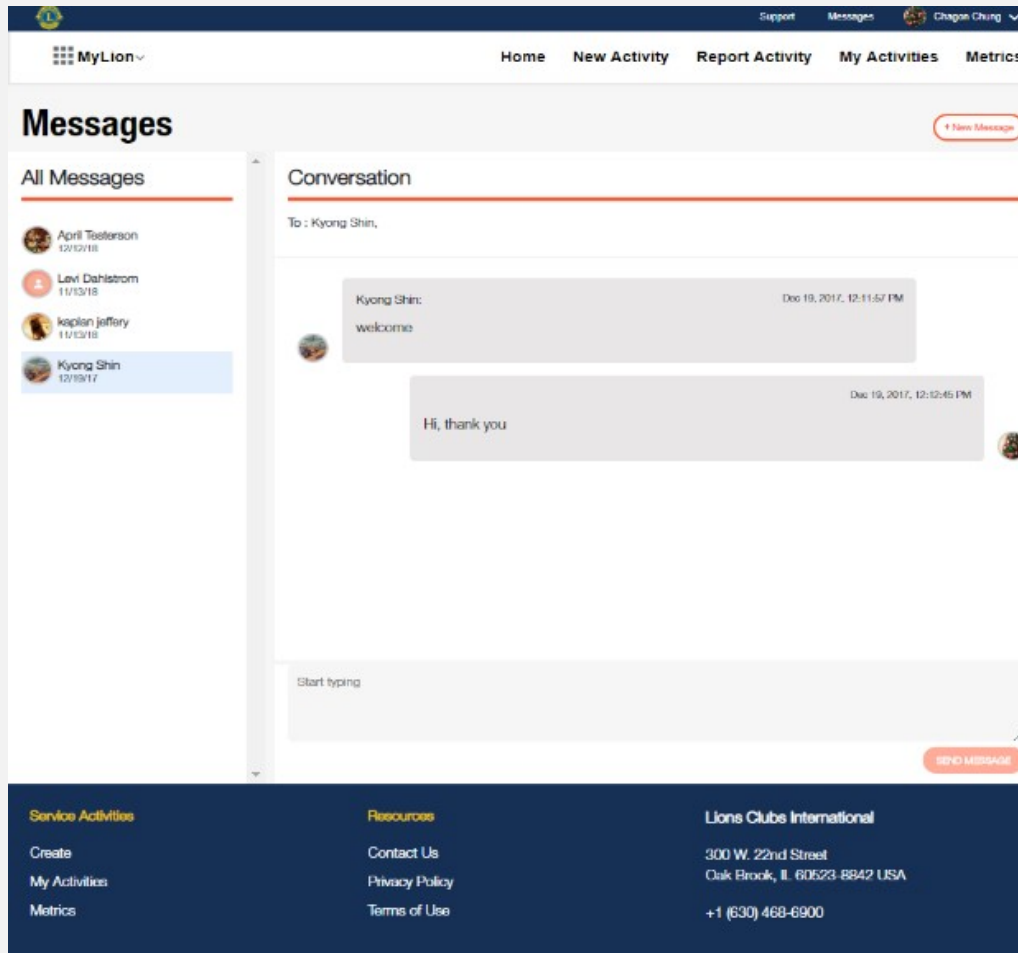 Support Messages Chagon Chung
MyLion
Home New Activity Report Activity My Activities Metrics
Messages
+ New Message
All Messages
April Testerson
12/12/18
Levi Dahlstrom
11/13/18
kaplan jeffery
11/13/18
Kyong Shin
12/19/17
Conversation
To : Kyong Shin,
Kyong Shin:
Dec 19, 2017, 12:11:57 PM
welcome
Dec 19, 2017, 12:12:45 PM
Hi, thank you
Start typing
SEND MESSAGE
Service Activities
Create
My Activities
Metrics
Resources
Contact Us
Privacy Policy
Terms of Use
Lions Clubs International
300 W. 22nd Street
Oak Brook, IL 60523-8842 USA
+1 (630) 468-6900